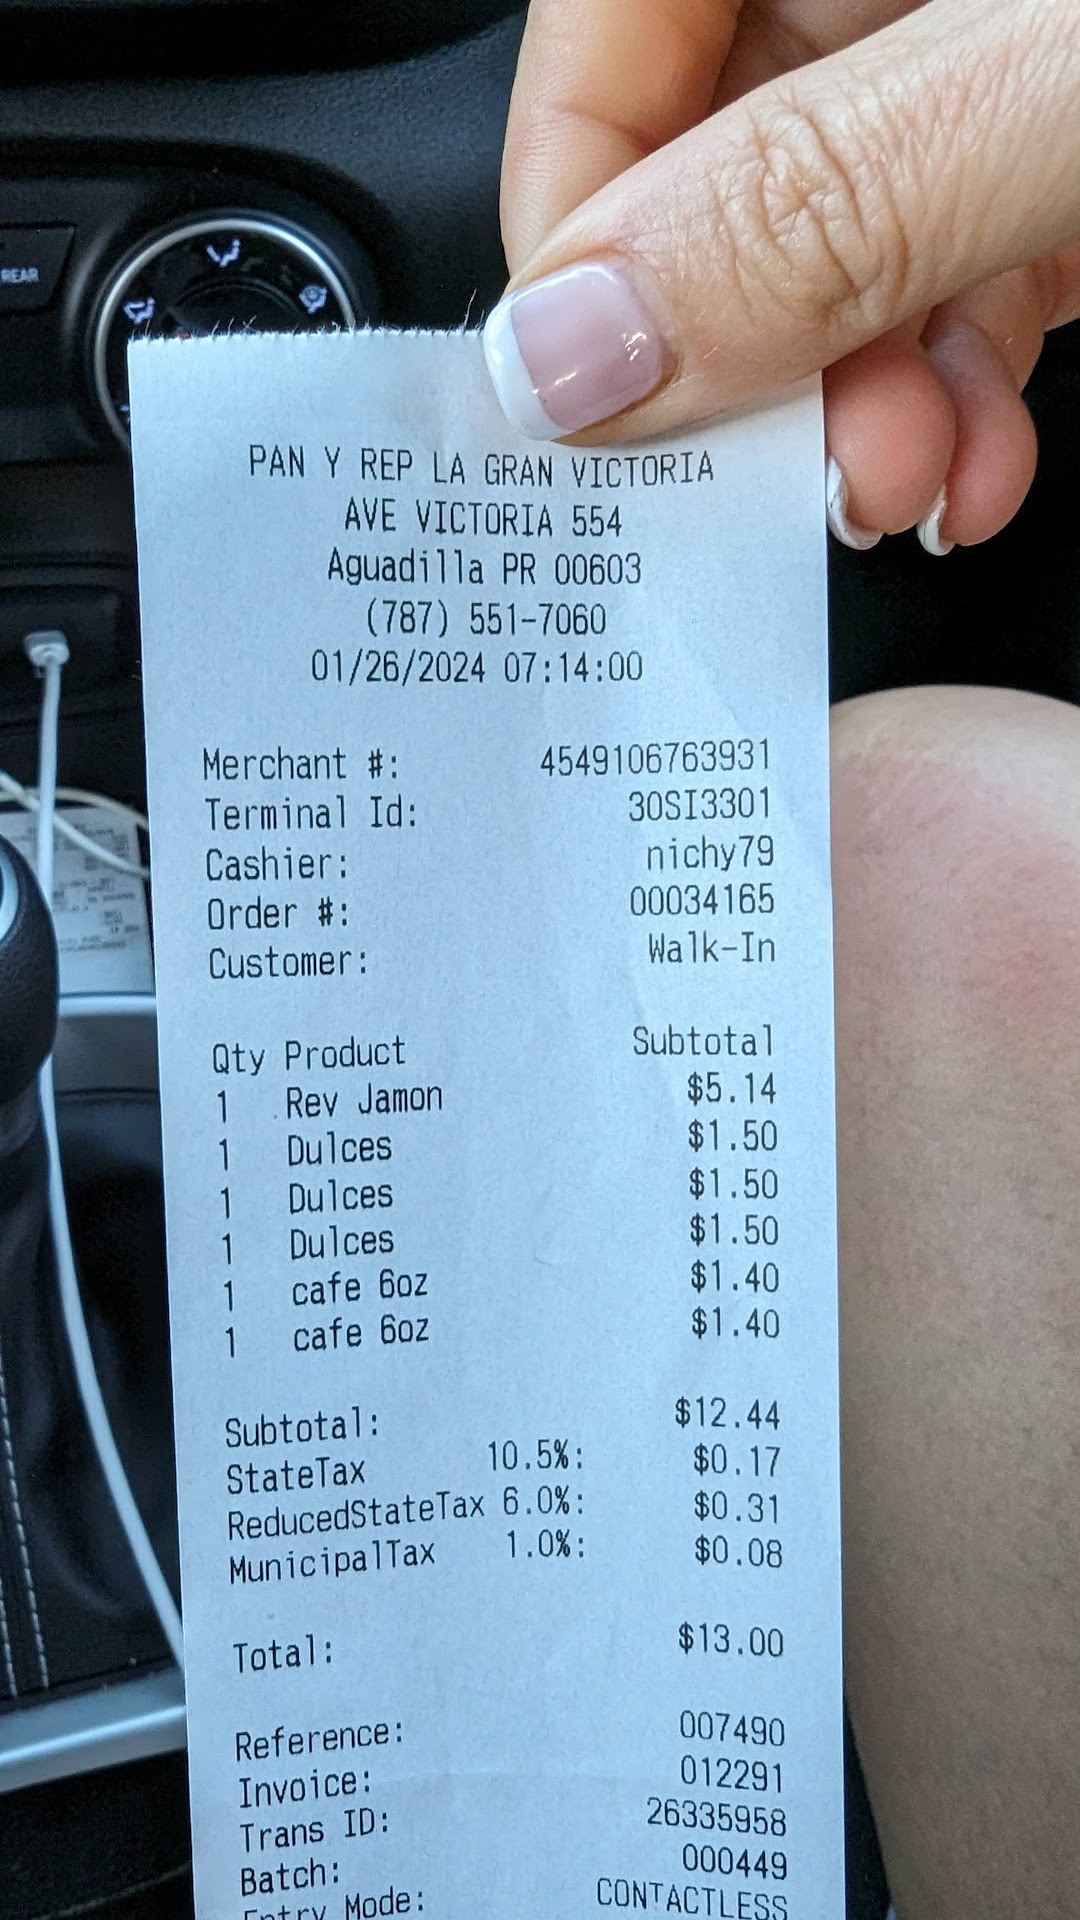 REAR
PAN Y REP LA GRAN VICTORIA
AVE VICTORIA 554
Aguadilla PR 00603
(787) 551-7060
01/26/2024 07:14:00
Merchant #: 4549106763931
Terminal Id: 30SI3301
Cashier: nichy79
Order #: 00034165
Customer: Walk-In
Qty Product Subtotal
1 Rev Jamon $5.14
1 Dulces $1.50
1 Dulces $1.50
1 Dulces $1.50
1 cafe 6oz $1.40
1 cafe 6oz $1.40
Subtotal: $12.44
StateTax 10.5%: $0.17
ReducedStateTax 6.0%: $0.31
MunicipalTax 1.0%: $0.08
Total: $13.00
Reference: 007490
Invoice: 012291
Trans ID: 26335958
Batch: 000449
Entry Mode: CONTACTLESS